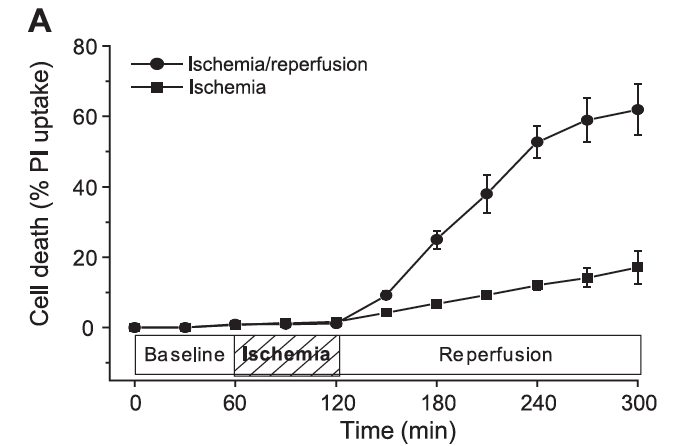 A
Cell death (% PI uptake)
80
60
40
20
0
Ischemia/reperfusion
Ischemia
Baseline
Ischemia
Reperfusion
0 60 120 180 240 300
Time (min)